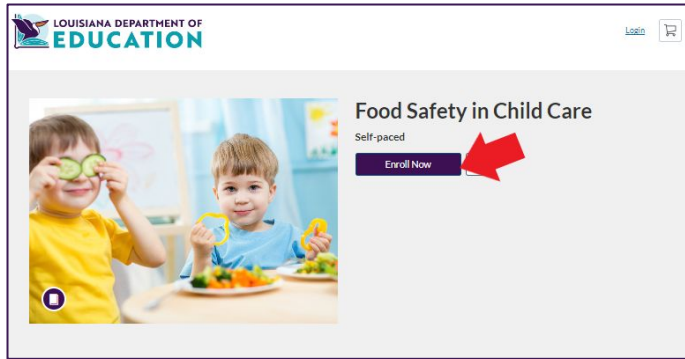 LOUISIANA DEPARTMENT OF
EDUCATION
Login
Food Safety in Child Care
Self-paced
Enroll Now